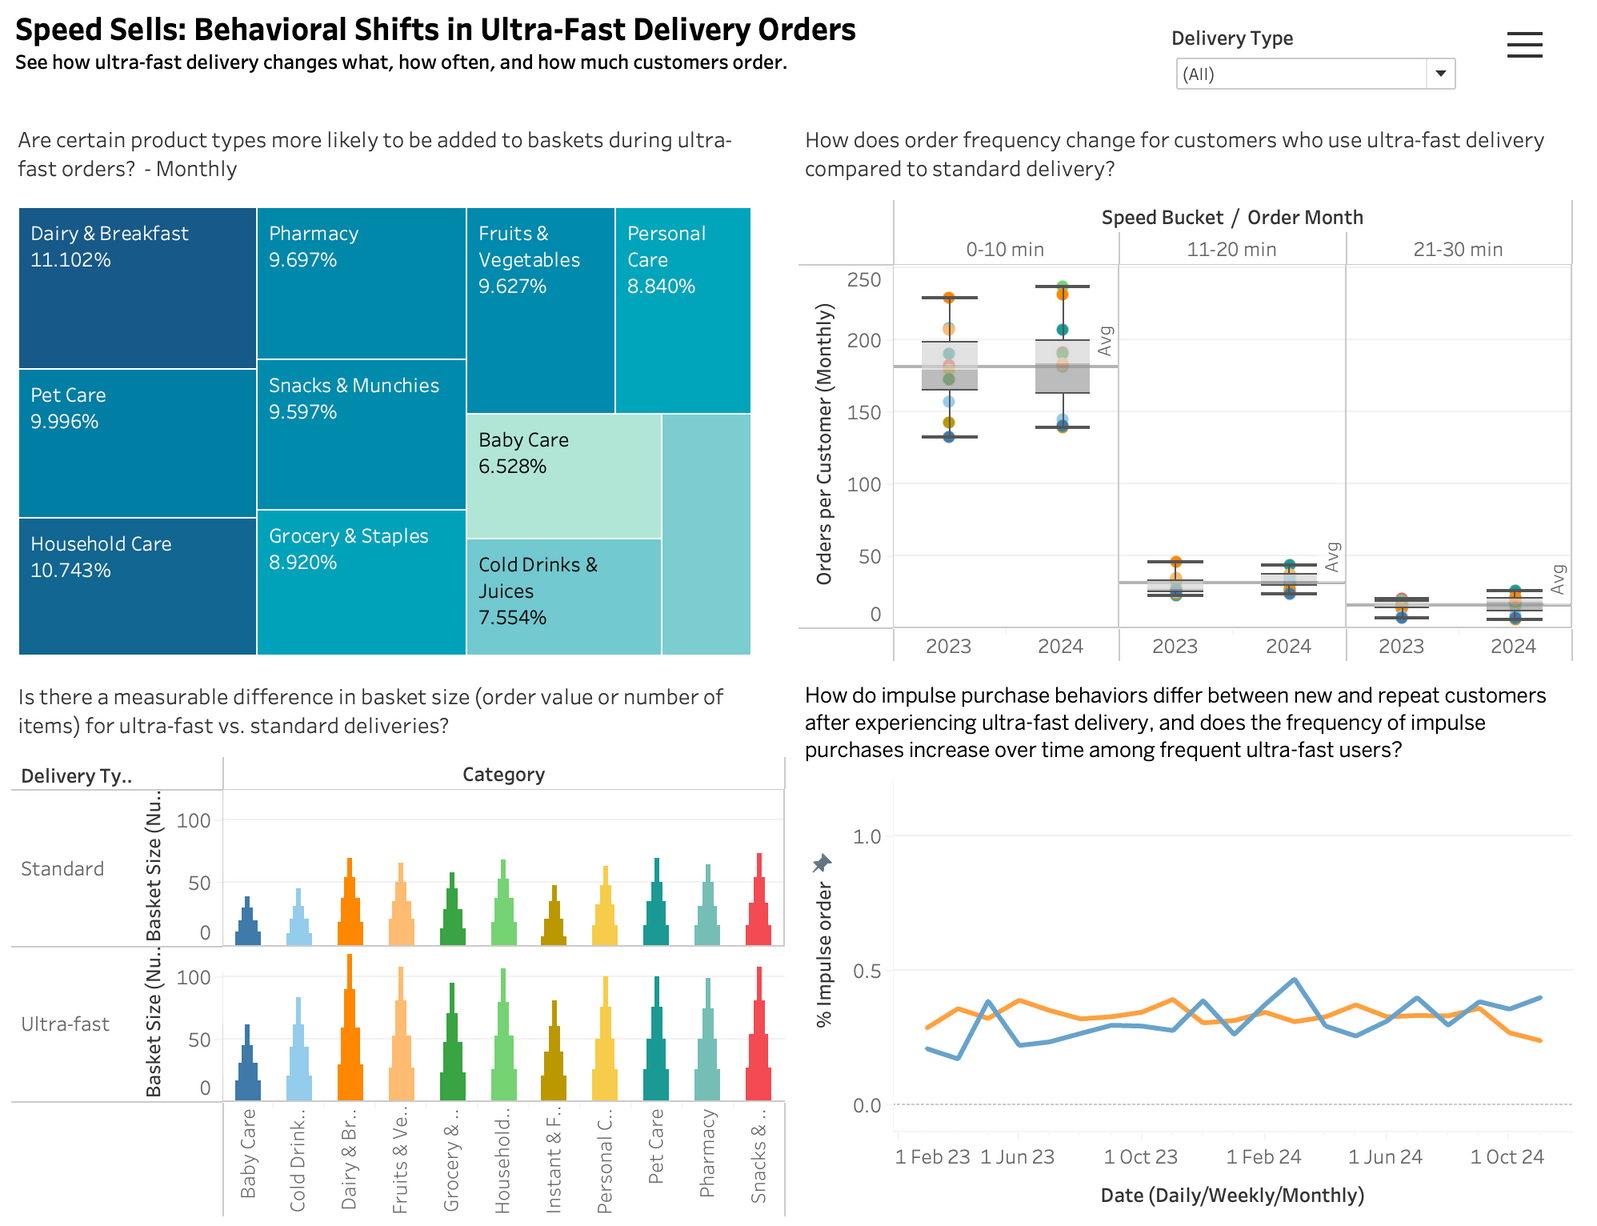 Speed Sells: Behavioral Shifts in Ultra-Fast Delivery Orders
See how ultra-fast delivery changes what, how often, and how much customers order.
Delivery Type
(All)
Are certain product types more likely to be added to baskets during ultra-
fast orders?  - Monthly
Dairy & Breakfast
11.102%
Pet Care
9.996%
Household Care
10.743%
Pharmacy
9.697%
Snacks & Munchies
9.597%
Grocery & Staples
8.920%
Fruits &
Vegetables
9.627%
Personal
Care
8.840%
Baby Care
6.528%
Cold Drinks &
Juices
7.554%
How does order frequency change for customers who use ultra-fast delivery
compared to standard delivery?
Speed Bucket / Order Month
0-10 min
11-20 min
21-30 min
Orders per Customer (Monthly)
250
200
150
100
50
0
Avg
Avg
Avg
2023
2024
2023
2024
2023
2024
Is there a measurable difference in basket size (order value or number of
items) for ultra-fast vs. standard deliveries?
Delivery Ty..
Category
Standard
Basket Size (Nu..
100
50
0
Ultra-fast
Basket Size (Nu..
100
50
0
Baby Care
Cold Drink..
Dairy & Br..
Fruits & Ve..
Grocery & ..
Household..
Instant & F..
Personal C..
Pet Care
Pharmacy
Snacks & ..
How do impulse purchase behaviors differ between new and repeat customers
after experiencing ultra-fast delivery, and does the frequency of impulse
purchases increase over time among frequent ultra-fast users?
% Impulse order
1.0
0.5
0.0
1 Feb 23
1 Jun 23
1 Oct 23
1 Feb 24
1 Jun 24
1 Oct 24
Date (Daily/Weekly/Monthly)